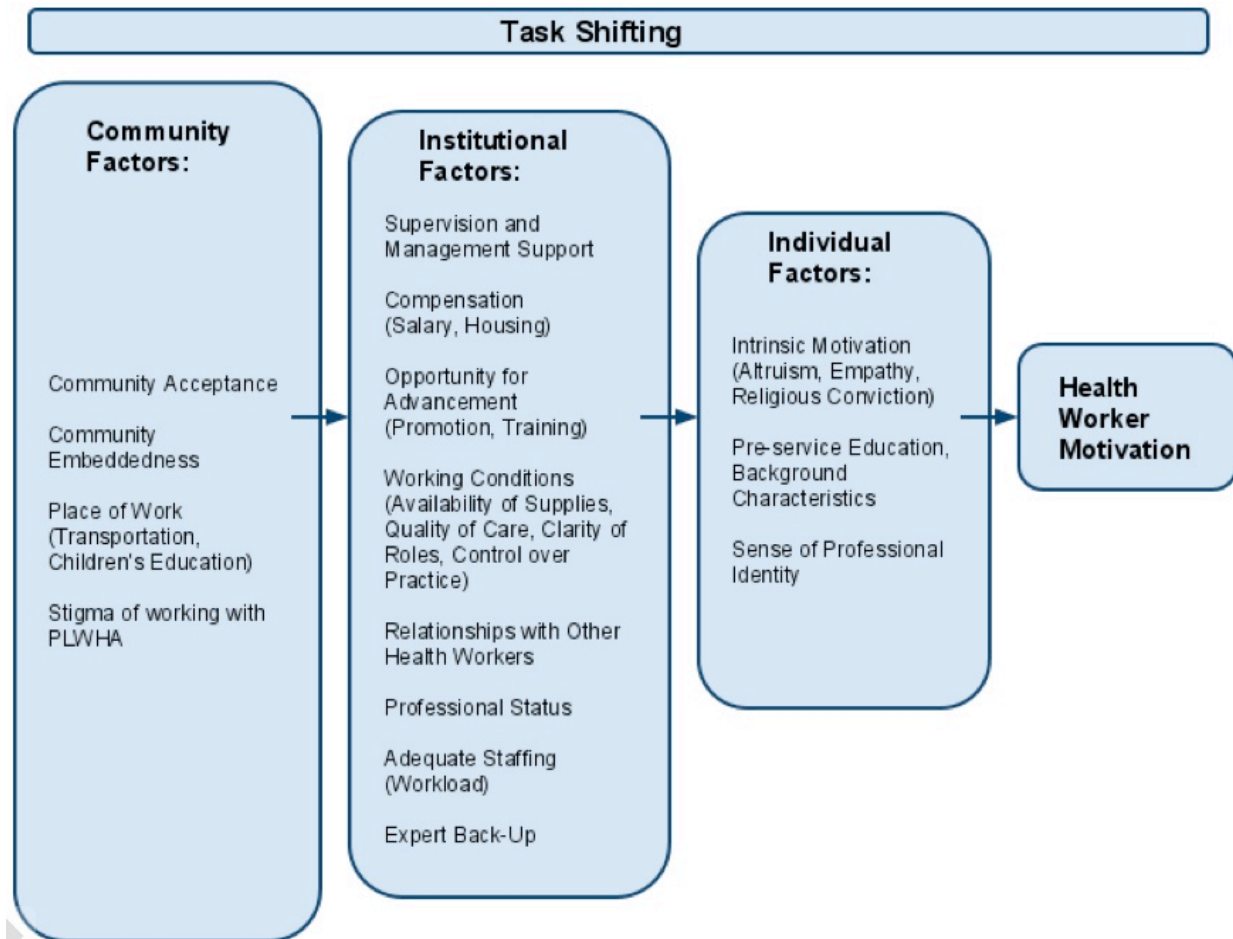 Task Shifting
Community
Factors:
Community Acceptance
Community
Embeddedness
Place of Work
(Transportation,
Children's Education)
Stigma of working with
PLWHA
Institutional
Factors:
Supervision and
Management Support
Compensation
(Salary, Housing)
Opportunity for
Advancement
(Promotion, Training)
Working Conditions
(Availability of Supplies,
Quality of Care, Clarity of
Roles, Control over
Practice)
Relationships with Other
Health Workers
Professional Status
Adequate Staffing
(Workload)
Expert Back-Up
Individual
Factors:
Intrinsic Motivation
(Altruism, Empathy,
Religious Conviction)
Pre-service Education,
Background
Characteristics
Sense of Professional
Identity
Health
Worker
Motivation